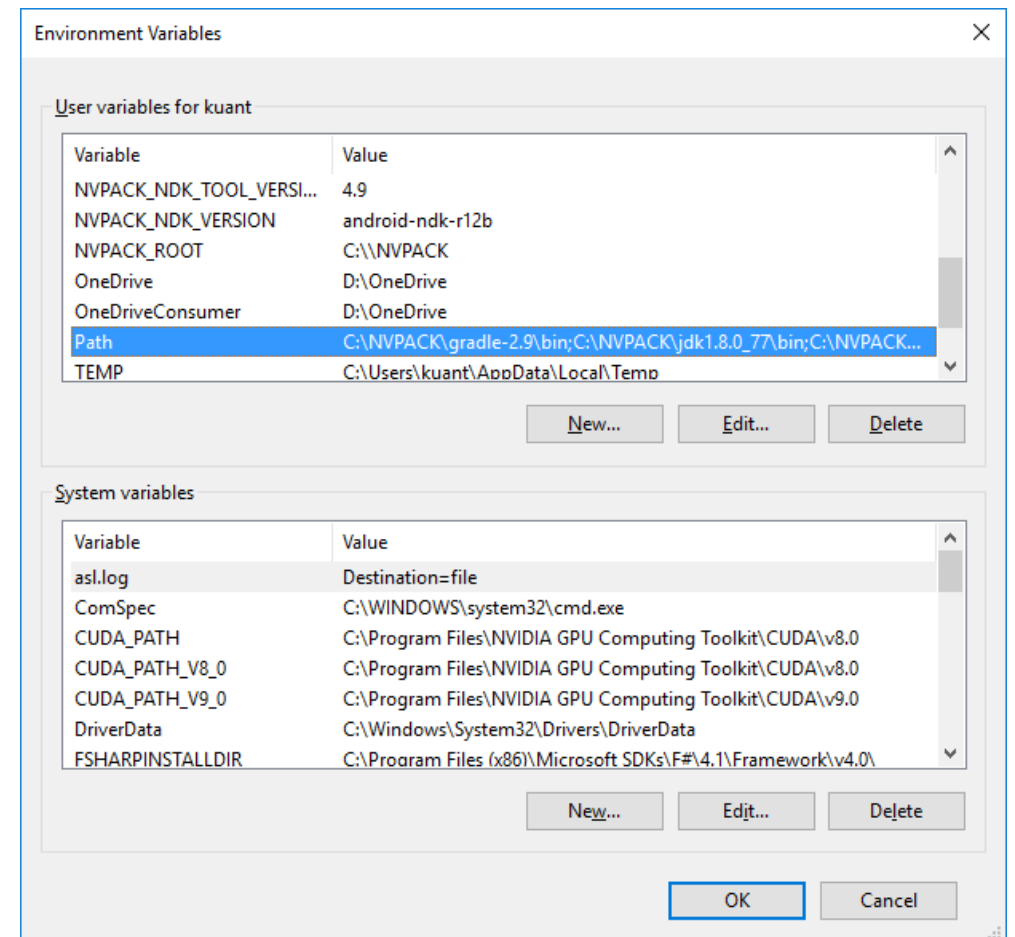 Environment Variables
User variables for kuant
Variable Value
NVPACK_NDK_TOOL_VERSI... 4.9
NVPACK_NDK_VERSION android-ndk-r12b
NVPACK_ROOT C:\\NVPACK
OneDrive D:\OneDrive
OneDriveConsumer D:\OneDrive
Path C:\NVPACK\gradle-2.9\bin;C:\NVPACK\jdk1.8.0_77\bin;C:\NVPACK...
TEMP C:\Users\kuant\AppData\Local\Temp
New... Edit... Delete
System variables
Variable Value
asl.log Destination=file
ComSpec C:\WINDOWS\system32\cmd.exe
CUDA_PATH C:\Program Files\NVIDIA GPU Computing Toolkit\CUDA\v8.0
CUDA_PATH_V8_0 C:\Program Files\NVIDIA GPU Computing Toolkit\CUDA\v8.0
CUDA_PATH_V9_0 C:\Program Files\NVIDIA GPU Computing Toolkit\CUDA\v9.0
DriverData C:\Windows\System32\Drivers\DriverData
FSHARPINSTALLDIR C:\Program Files (x86)\Microsoft SDKs\F#\4.1\Framework\v4.0\
New... Edit... Delete
OK Cancel